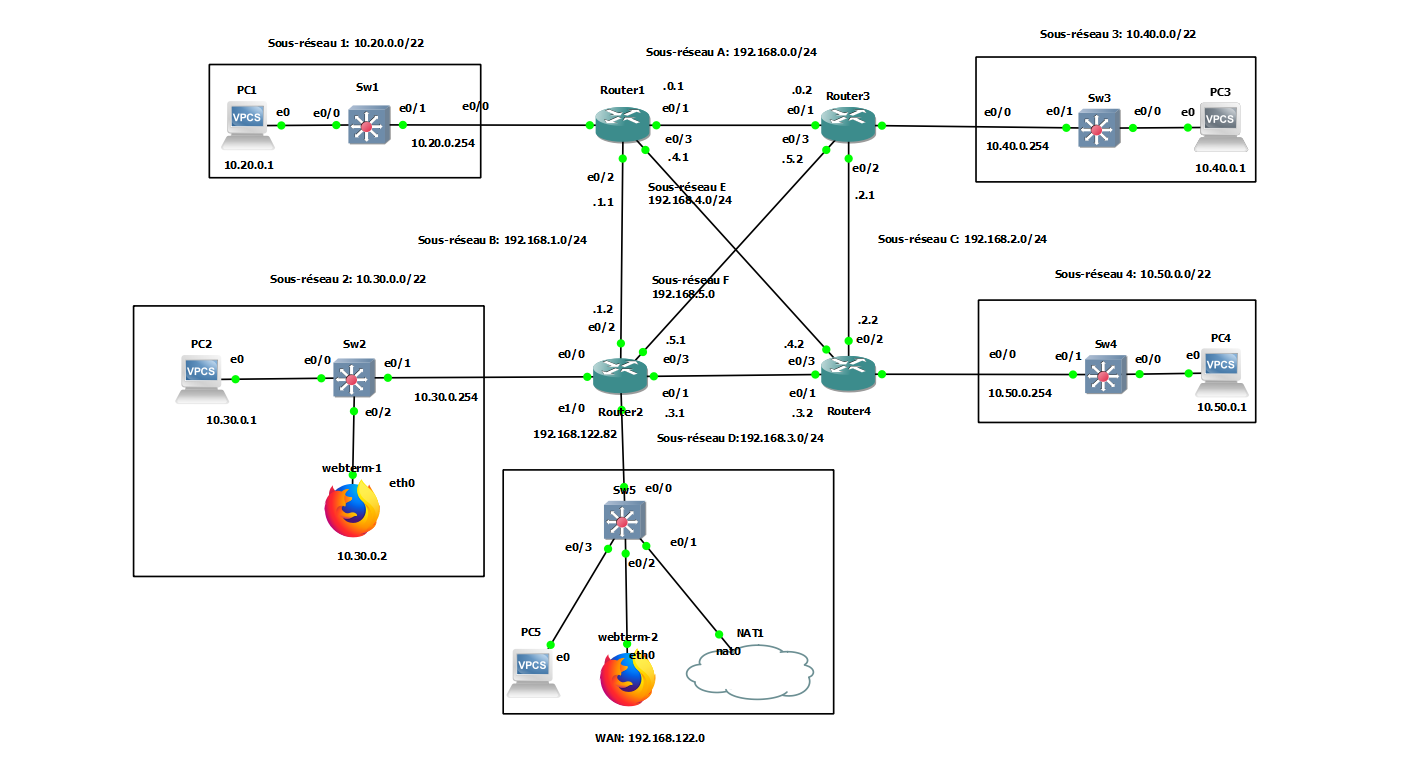 Sous-réseau 1: 10.20.0.0/22
PC1
VPCS
e0
e0/0
Sw1
e0/1
e0/0
10.20.0.254
10.20.0.1
Sous-réseau A: 192.168.0.0/24
Router1
.0.1
e0/1
e0/3
.4.1
e0/2
.1.1
.0.2
Router3
e0/1
e0/3
.5.2
e0/2
.2.1
Sous-réseau 3: 10.40.0.0/22
e0/0
e0/1
Sw3
e0/0
e0
PC3
VPCS
10.40.0.254
10.40.0.1
Sous-réseau E
192.168.4.0/24
Sous-réseau B: 192.168.1.0/24
Sous-réseau C: 192.168.2.0/24
Sous-réseau F
192.168.5.0
Sous-réseau 2: 10.30.0.0/22
PC2
VPCS
e0
e0/0
Sw2
e0/1
10.30.0.254
10.30.0.1
e0/2
webterm-1
eth0
10.30.0.2
.1.2
e0/2
e0/0
.5.1
e0/3
e0/1
.3.1
e1/0
Router2
192.168.122.82
Sous-réseau D:192.168.3.0/24
.2.2
e0/2
.4.2
e0/3
e0/1
.3.2
Router4
Sous-réseau 4: 10.50.0.0/22
e0/0
e0/1
Sw4
e0/0
e0
PC4
VPCS
10.50.0.254
10.50.0.1
Sw5
e0/0
e0/3
e0/2
e0/1
PC5
VPCS
e0
webterm-2
eth0
NAT1
nat0
WAN: 192.168.122.0